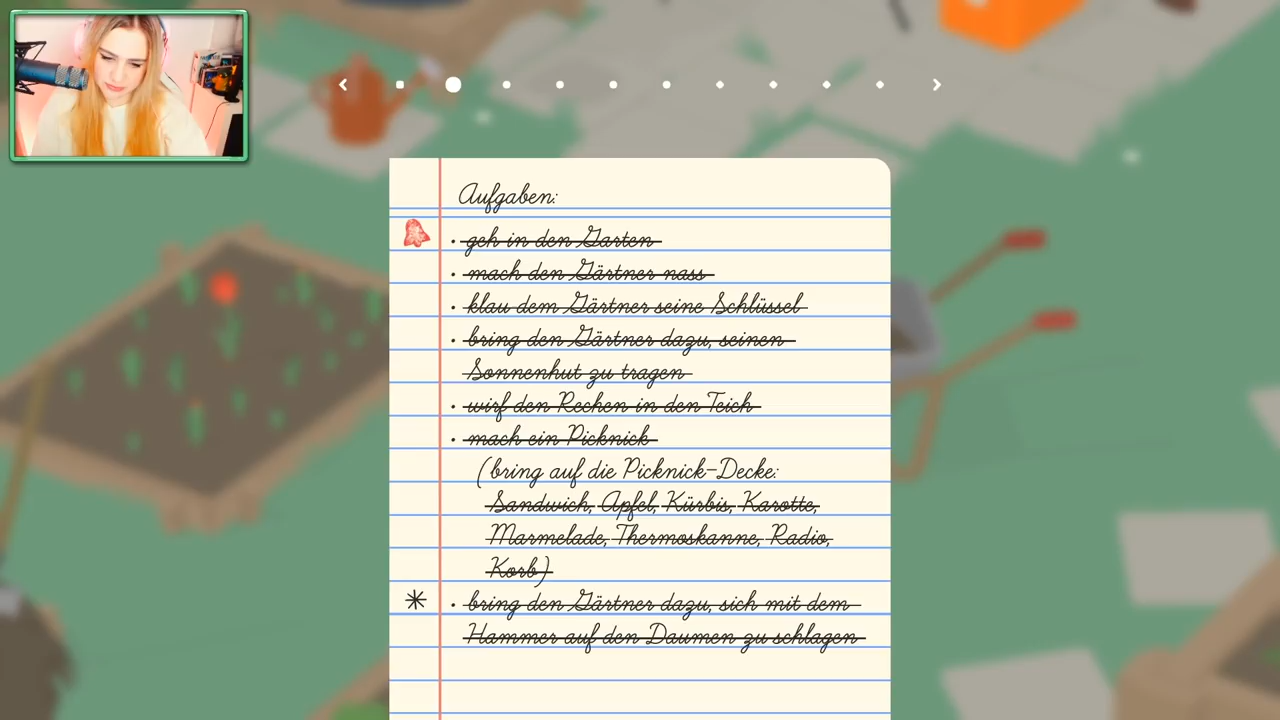 Aufgaben:
• geh in den Garten
• mach den Gärtner nass
• klau dem Gärtner seine Schlüssel
• bring den Gärtner dazu, seinen
Sonnenhut zu tragen
• wirf den Rechen in den Teich
• mach ein Picknick
(bring auf die Picknick-Decke:
Sandwich, Apfel, Kürbis, Karotte,
Marmelade, Thermoskanne, Radio,
Korb)
• bring den Gärtner dazu, sich mit dem
Hammer auf den Daumen zu schlagen